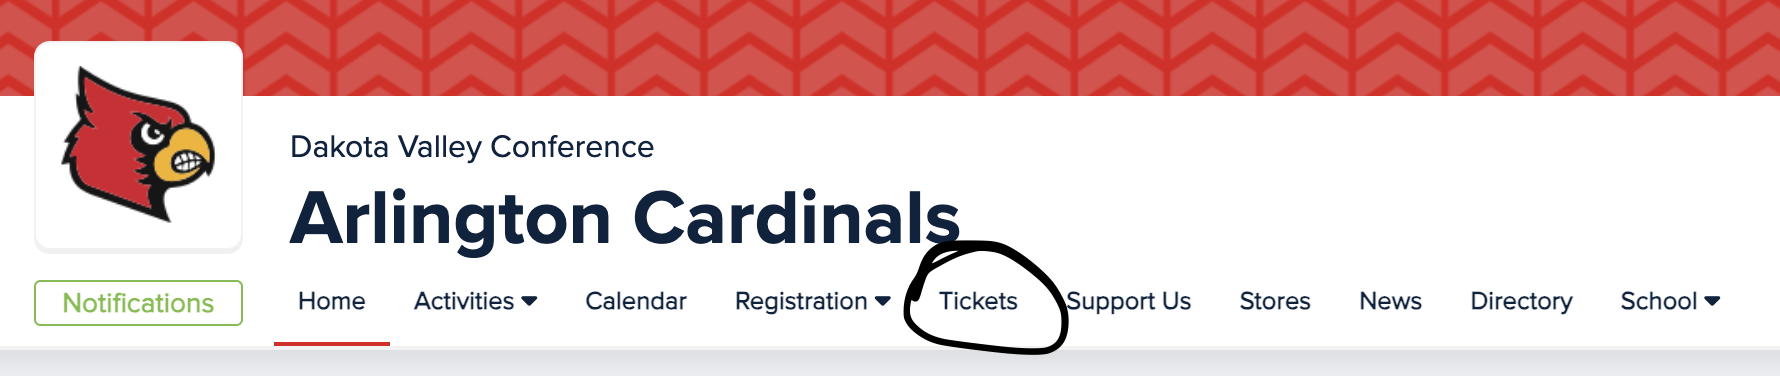 Dakota Valley Conference
Arlington Cardinals
Notifications Home Activities Calendar Registration Tickets Support Us Stores News Directory School